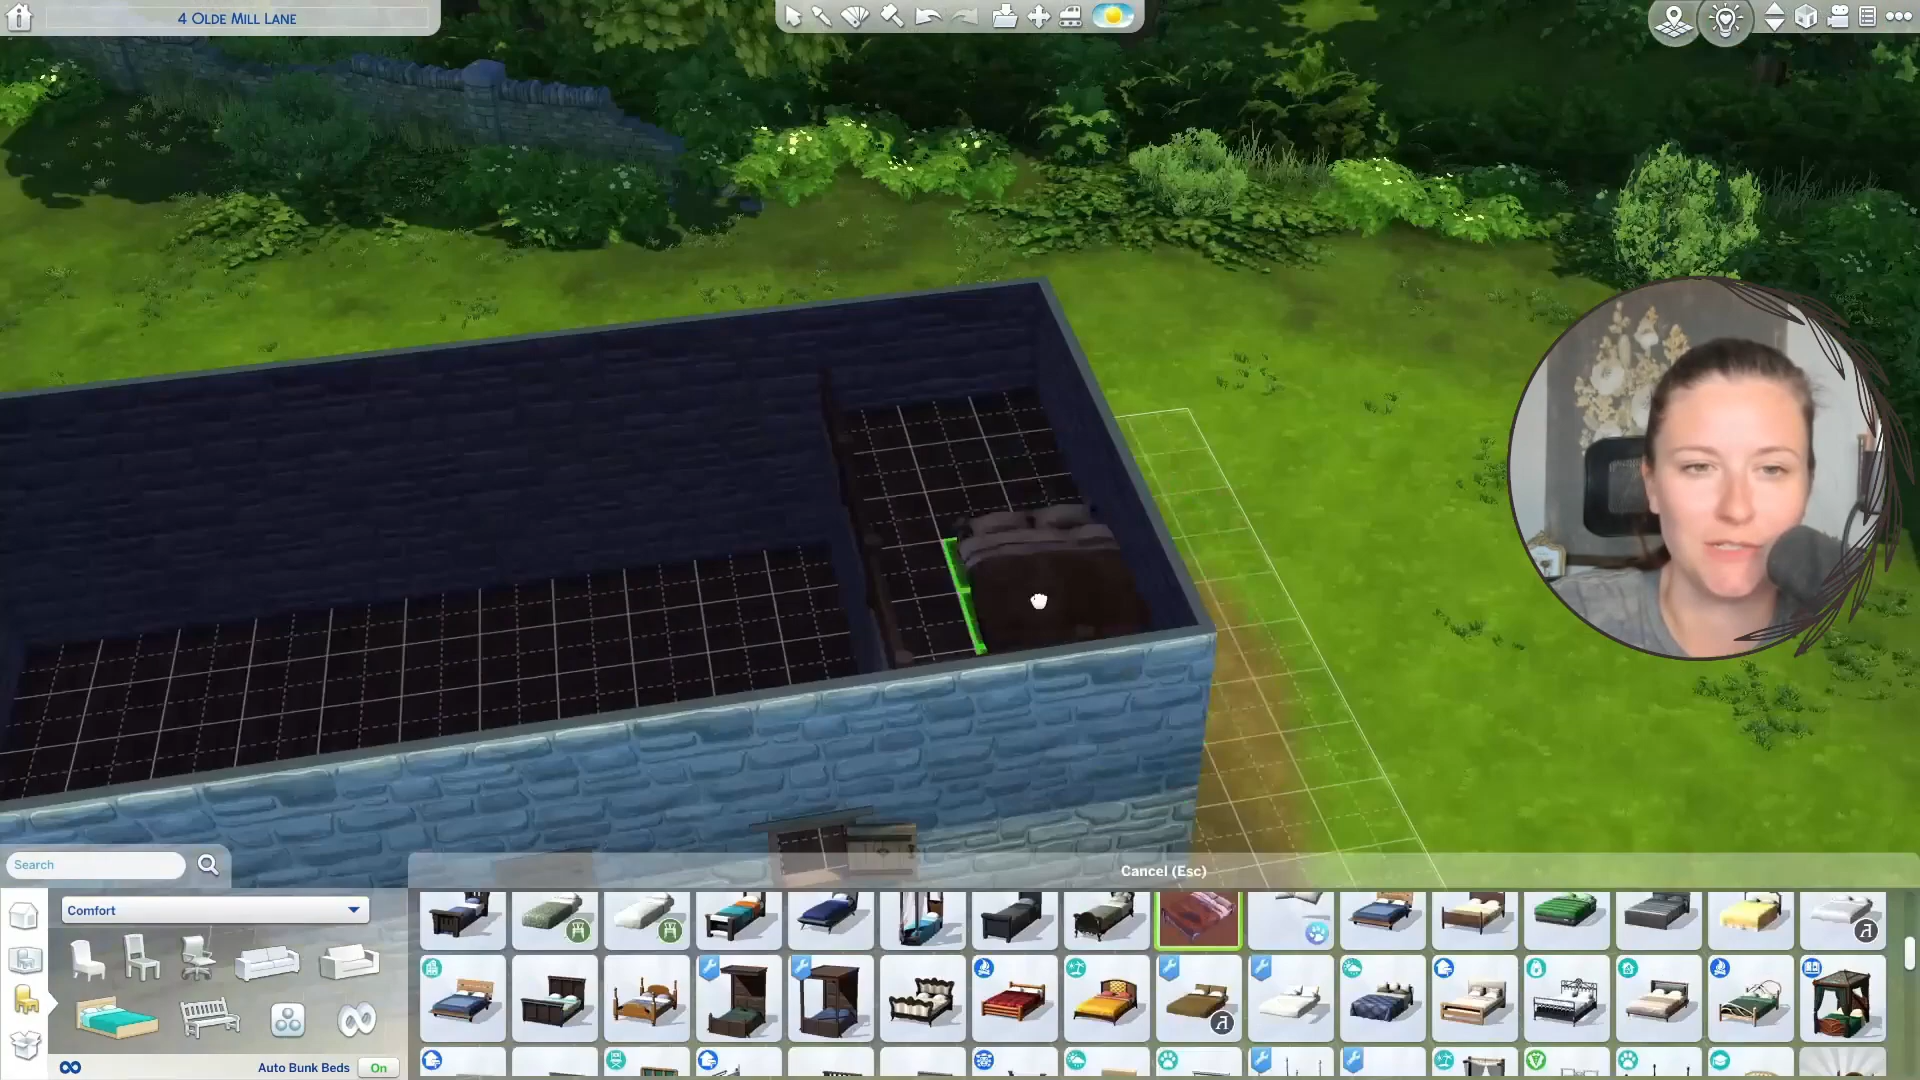 4 OLDE MILL LANE
Search
Cancel (Esc)
Comfort
Auto Bunk Beds
On